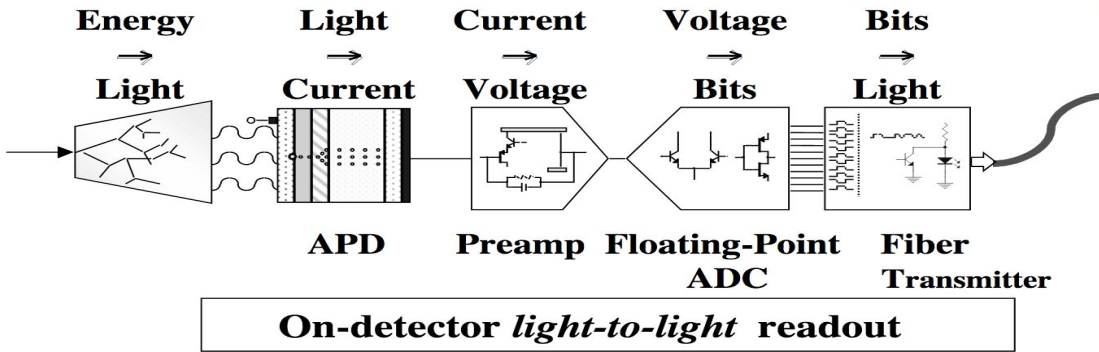 Energy Light Current Voltage Bits
Light Current Voltage Bits Light
APD Preamp Floating-Point Fiber
ADC Transmitter
On-detector light-to-light readout